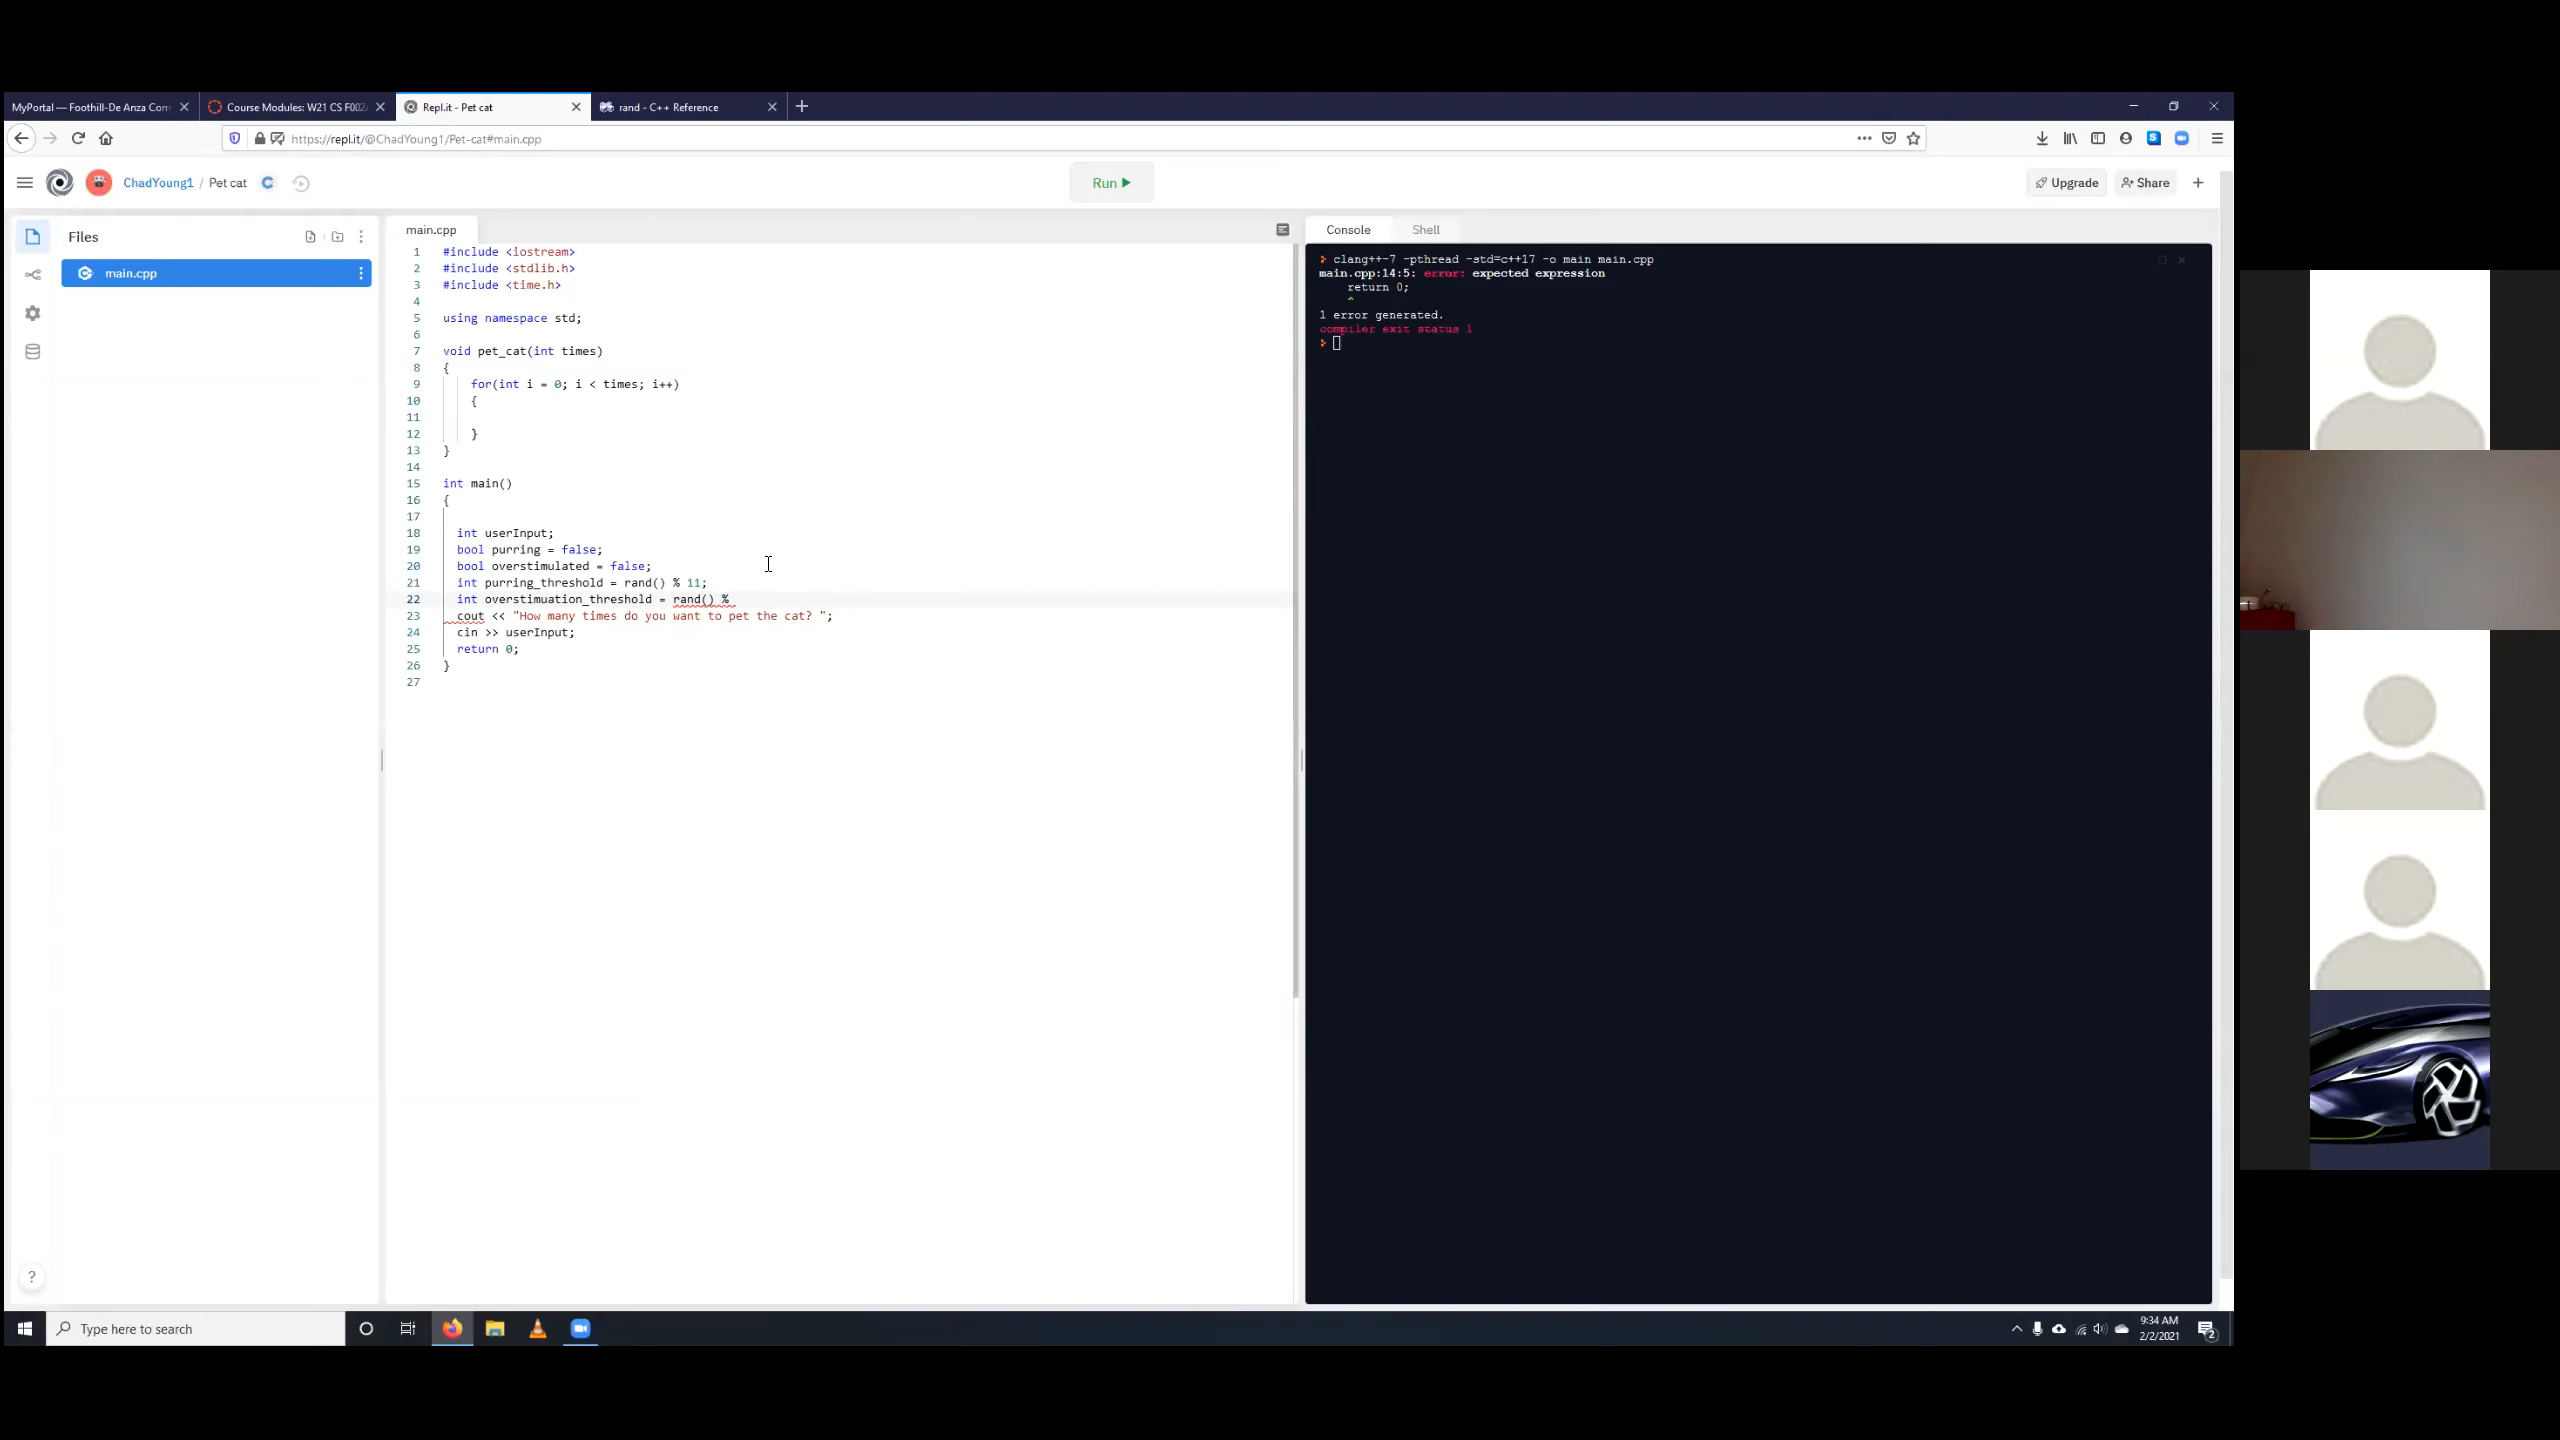 MyPortal — Foothill-De Anza Com
Course Modules: W21 CS F002
Repl.it - Pet cat
rand - C++ Reference
https://repl.it/@ChadYoung1/Pet-cat#main.cpp
ChadYoung1 / Pet cat
Run
Upgrade
Share
Files
main.cpp
main.cpp
1 #include <iostream>
2 #include <stdlib.h>
3 #include <time.h>
4
5 using namespace std;
6
7 void pet_cat(int times)
8 {
9 for(int i = 0; i < times; i++)
10 {
11
12 }
13 }
14
15 int main()
16 {
17
18 int userInput;
19 bool purring = false;
20 bool overstimulated = false;
21 int purring_threshold = rand() % 11;
22 int overstimuation_threshold = rand() %
23 cout << "How many times do you want to pet the cat? ";
24 cin >> userInput;
25 return 0;
26 }
27
Console
Shell
clang++-7 -pthread -std=c++17 -o main main.cpp
main.cpp:14:5: error: expected expression
return 0;
^
1 error generated.
compiler exit status 1
?
Type here to search
9:34 AM
2/2/2021
2